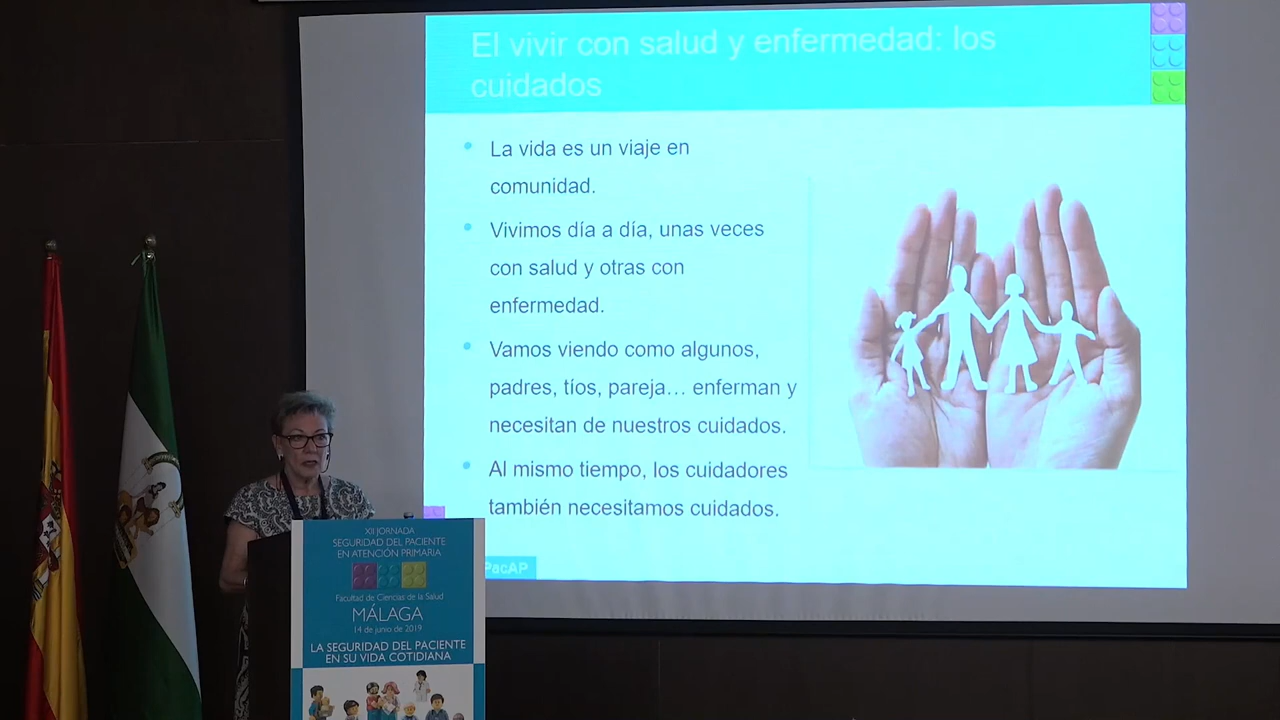 El vivir con salud y enfermedad: los
cuidados
La vida es un viaje en
comunidad.
Vivimos día a día, unas veces
con salud y otras con
enfermedad.
Vamos viendo como algunos,
padres, tíos, pareja... enferman y
necesitan de nuestros cuidados.
Al mismo tiempo, los cuidadores
también necesitamos cuidados.
PacAP
XII JORNADA
SEGURIDAD DEL PACIENTE
EN ATENCIÓN PRIMARIA
Facultad de Ciencias de la Salud
MÁLAGA
14 de junio de 2019
LA SEGURIDAD DEL PACIENTE
EN SU VIDA COTIDIANA